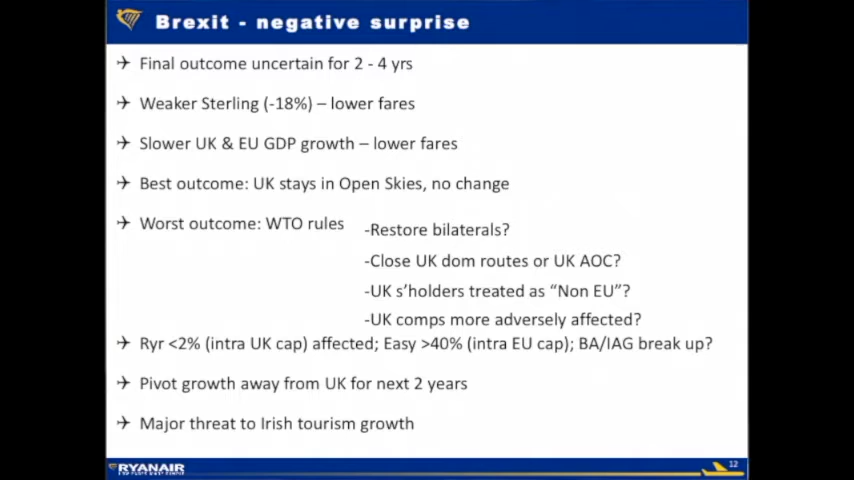 Brexit - negative surprise
Final outcome uncertain for 2 - 4 yrs
Weaker Sterling (-18%) – lower fares
Slower UK & EU GDP growth – lower fares
Best outcome: UK stays in Open Skies, no change
Worst outcome: WTO rules
-Restore bilaterals?
-Close UK dom routes or UK AOC?
-UK s’holders treated as “Non EU”?
-UK comps more adversely affected?
Ryr <2% (intra UK cap) affected; Easy >40% (intra EU cap); BA/IAG break up?
Pivot growth away from UK for next 2 years
Major threat to Irish tourism growth
RYANAIR
12